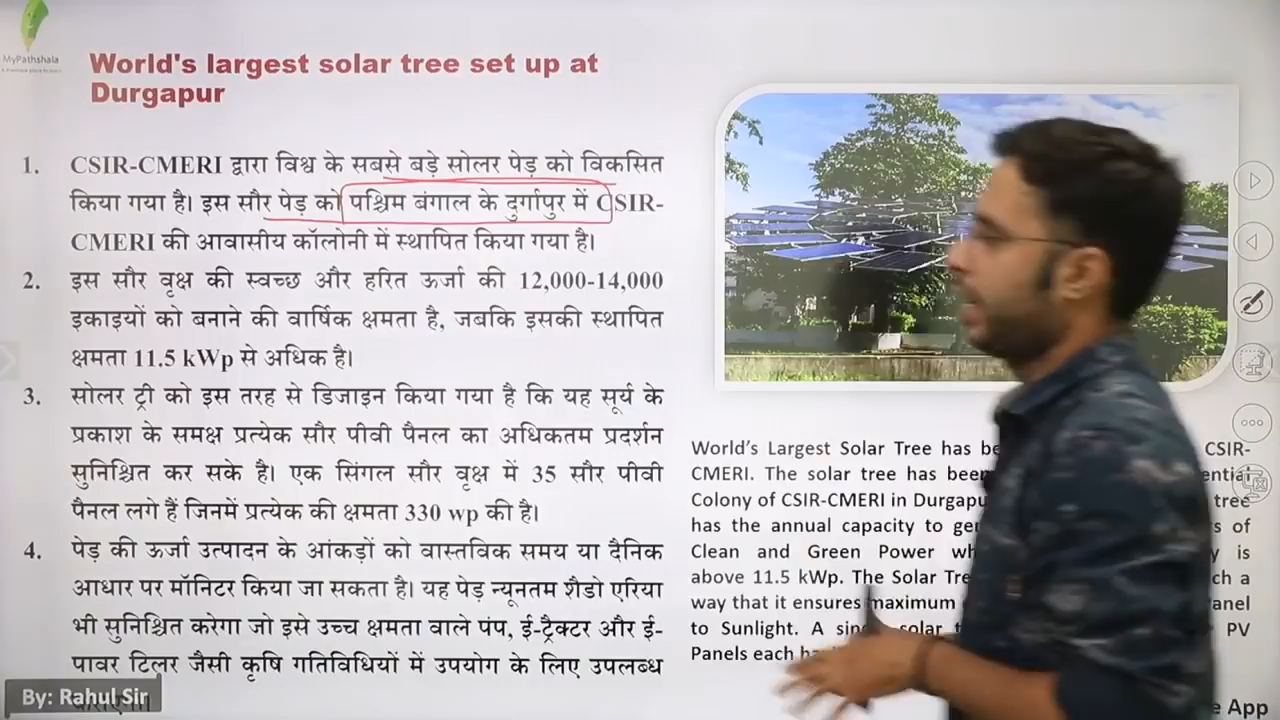 MyPathshala
World's largest solar tree set up at
Durgapur
1. CSIR-CMERI द्वारा विश्व के सबसे बड़े सोलर पेड़ को विकसित
किया गया है। इस सौर पेड़ को पश्चिम बंगाल के दुर्गापुर में CSIR-
CMERI की आवासीय कॉलोनी में स्थापित किया गया है।
2. इस सौर वृक्ष की स्वच्छ और हरित ऊर्जा की 12,000-14,000
इकाइयों को बनाने की वार्षिक क्षमता है, जबकि इसकी स्थापित
क्षमता 11.5 kWp से अधिक है।
3. सोलर ट्री को इस तरह से डिजाइन किया गया है कि यह सूर्य के
प्रकाश के समक्ष प्रत्येक सौर पीवी पैनल का अधिकतम प्रदर्शन
सुनिश्चित कर सके है। एक सिंगल सौर वृक्ष में 35 सौर पीवी
पैनल लगे हैं जिनमें प्रत्येक की क्षमता 330 wp की है।
4. पेड़ की ऊर्जा उत्पादन के आंकड़ों को वास्तविक समय या दैनिक
आधार पर मॉनिटर किया जा सकता है। यह पेड़ न्यूनतम शैडो एरिया
भी सुनिश्चित करेगा जो इसे उच्च क्षमता वाले पंप, ई-ट्रैक्टर और ई-
पावर टिलर जैसी कृषि गतिविधियों में उपयोग के लिए उपलब्ध
World's Largest Solar Tree has CSIR-
CMERI. The solar tree has been
Colony of CSIR-CMERI in tree
has the annual capacity to of
Clean and Green Power is
above 11.5 kWp. The Solar a
way that it ensures maximum
to Sunlight. A solar PV
Panels each
By: Rahul Sir
App